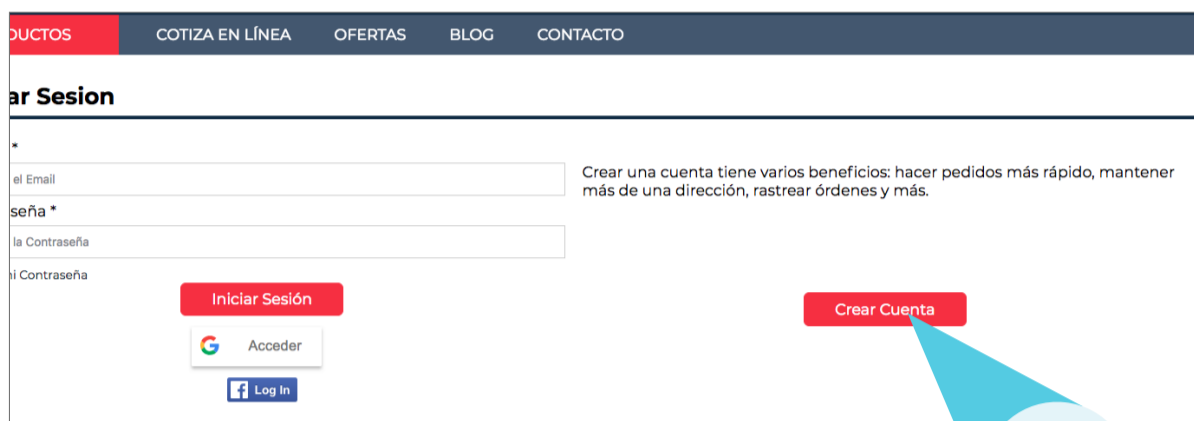 DUCTOS COTIZA EN LÍNEA OFERTAS BLOG CONTACTO
ar Sesion
*
el Email
seña *
la Contraseña
ni Contraseña
Iniciar Sesión
Acceder
Log In
Crear una cuenta tiene varios beneficios: hacer pedidos más rápido, mantener
más de una dirección, rastrear órdenes y más.
Crear Cuenta